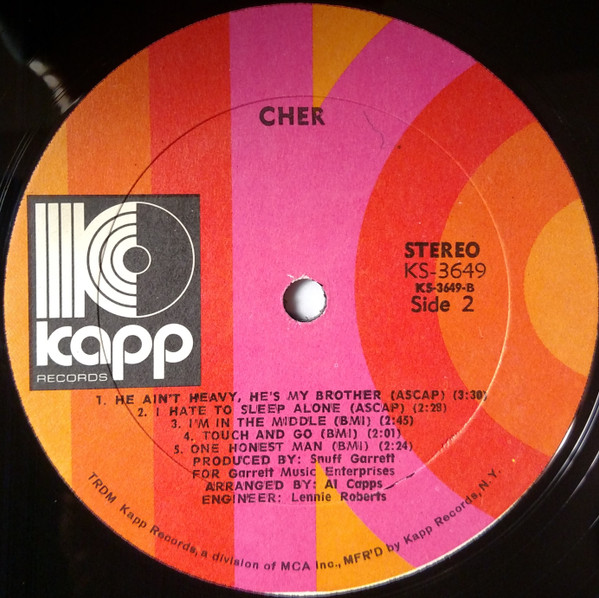 CHER
STEREO
KS-3649
KS-3649-B
Side 2
kapp
RECORDS
1. HE AIN'T HEAVY, HE'S MY BROTHER (ASCAP) (3:30)
2. I HATE TO SLEEP ALONE (ASCAP) (2:28)
3. I'M IN THE MIDDLE (BMI) (2:45)
4. TOUCH AND GO (BMI) (2:01)
5. ONE HONEST MAN (BMI) (2:24)
PRODUCED BY: Snuff Garrett
FOR Garrett Music Enterprises
ARRANGED BY: Al Capps
ENGINEER: Lennie Roberts
TRDM Kapp Records, a division of MCA Inc., MFR'D by Kapp Records, N.Y.